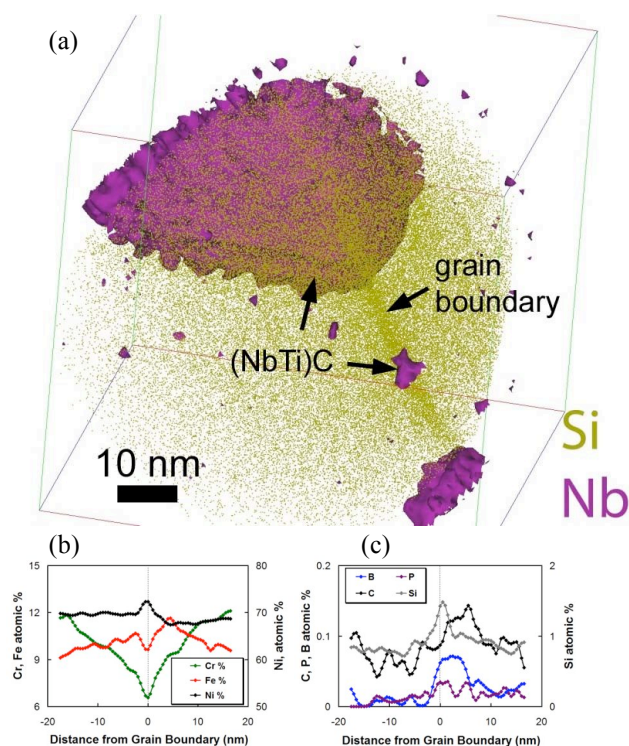 (a)
grain
boundary
(NbTi)C
Si
Nb
10 nm
(b)
15
12
9
6
Cr, Fe atomic %
80
70
60
50
Ni, atomic %
Cr %
Fe %
Ni %
-20
-10
0
10
20
Distance from Grain Boundary (nm)
(c)
0.2
0.1
0
C, P, B atomic %
2
1
0
Si atomic %
B
P
C
Si
-20
-10
0
10
20
Distance from Grain Boundary (nm)